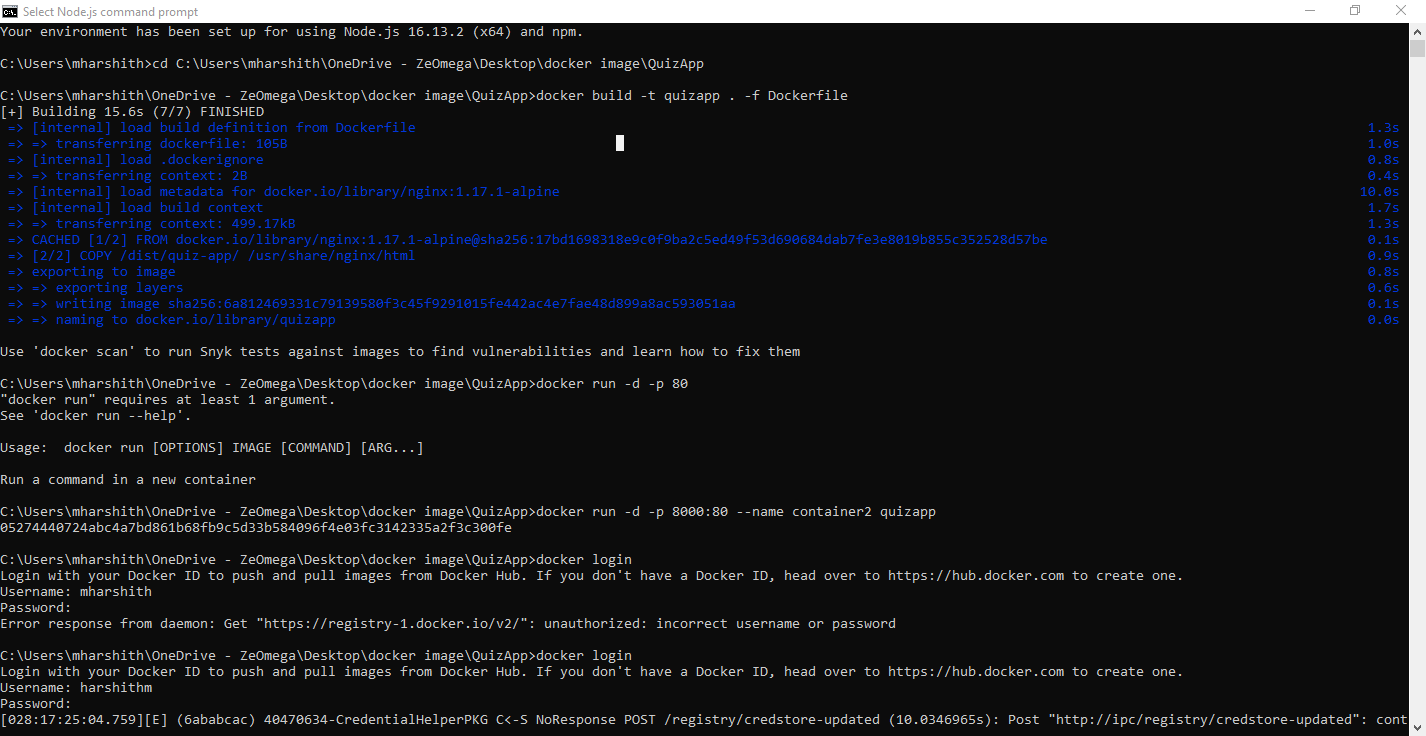 Select Node.js command prompt
Your environment has been set up for using Node.js 16.13.2 (x64) and npm.
C:\Users\mharshith>cd C:\Users\mharshith\OneDrive - ZeOmega\Desktop\docker image\QuizApp
C:\Users\mharshith\OneDrive - ZeOmega\Desktop\docker image\QuizApp>docker build -t quizapp . -f Dockerfile
[+] Building 15.6s (7/7) FINISHED
=> [internal] load build definition from Dockerfile 1.3s
=> => transferring dockerfile: 105B 1.0s
=> [internal] load .dockerignore 0.8s
=> => transferring context: 2B 0.4s
=> [internal] load metadata for docker.io/library/nginx:1.17.1-alpine 10.0s
=> [internal] load build context 1.7s
=> => transferring context: 499.17kB 1.3s
=> CACHED [1/2] FROM docker.io/library/nginx:1.17.1-alpine@sha256:17bd1698318e9c0f9ba2c5ed49f53d690684dab7fe3e8019b855c352528d57be 0.1s
=> [2/2] COPY /dist/quiz-app/ /usr/share/nginx/html 0.9s
=> exporting to image 0.8s
=> => exporting layers 0.6s
=> => writing image sha256:6a812469331c79139580f3c45f9291015fe442ac4e7fae48d899a8ac593051aa 0.1s
=> => naming to docker.io/library/quizapp 0.0s
Use 'docker scan' to run Snyk tests against images to find vulnerabilities and learn how to fix them
C:\Users\mharshith\OneDrive - ZeOmega\Desktop\docker image\QuizApp>docker run -d -p 80
"docker run" requires at least 1 argument.
See 'docker run --help'.
Usage:  docker run [OPTIONS] IMAGE [COMMAND] [ARG...]
Run a command in a new container
C:\Users\mharshith\OneDrive - ZeOmega\Desktop\docker image\QuizApp>docker run -d -p 8000:80 --name container2 quizapp
05274440724abc4a7bd861b68fb9c5d33b584096f4e03fc3142335a2f3c300fe
C:\Users\mharshith\OneDrive - ZeOmega\Desktop\docker image\QuizApp>docker login
Login with your Docker ID to push and pull images from Docker Hub. If you don't have a Docker ID, head over to https://hub.docker.com to create one.
Username: mharshith
Password:
Error response from daemon: Get "https://registry-1.docker.io/v2/": unauthorized: incorrect username or password
C:\Users\mharshith\OneDrive - ZeOmega\Desktop\docker image\QuizApp>docker login
Login with your Docker ID to push and pull images from Docker Hub. If you don't have a Docker ID, head over to https://hub.docker.com to create one.
Username: harshithm
Password:
[028:17:25:04.759][E] (6ababcac) 40470634-CredentialHelperPKG C<-S NoResponse POST /registry/credstore-updated (10.0346965s): Post "http://ipc/registry/credstore-updated": cont